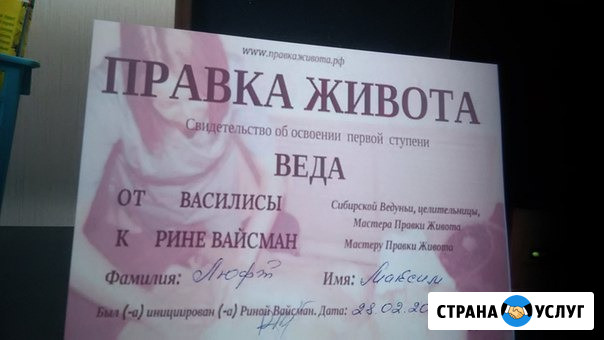 www.правкаживота.рф
ПРАВКА ЖИВОТА
Свидетельство об освоении первой ступени
ВЕДА
ОТ ВАСИЛИСЫ Сибирской Ведуньи, целительницы, Мастера Правки Живота.
К РИНЕ ВАЙСМАН Мастеру Правки Живота
Фамилия: Люфт Имя: Максим
Был (-а) инициирован (-а) Риной Вайсман. Дата: 28.02.20
СТРАНА УСЛУГ